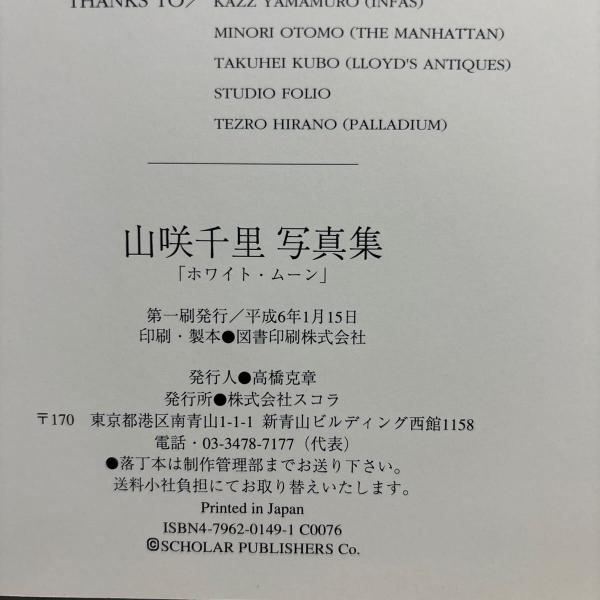 THANKS TO／ KAZZ YAMAMURO (INFAS)
MINORI OTOMO (THE MANHATTAN)
TAKUHEI KUBO (LLOYD'S ANTIQUES)
STUDIO FOLIO
TEZRO HIRANO (PALLADIUM)
山咲千里 写真集
「ホワイト・ムーン」
第一刷発行／平成6年1月15日
印刷・製本●図書印刷株式会社
発行人●高橋克章
発行所●株式会社スコラ
〒170 東京都港区南青山1-1-1 新青山ビルディング西館1158
電話・03-3478-7177（代表）
●落丁本は制作管理部までお送り下さい。
送料小社負担にてお取り替えいたします。
Printed in Japan
ISBN4-7962-0149-1 C0076
©SCHOLAR PUBLISHERS Co.